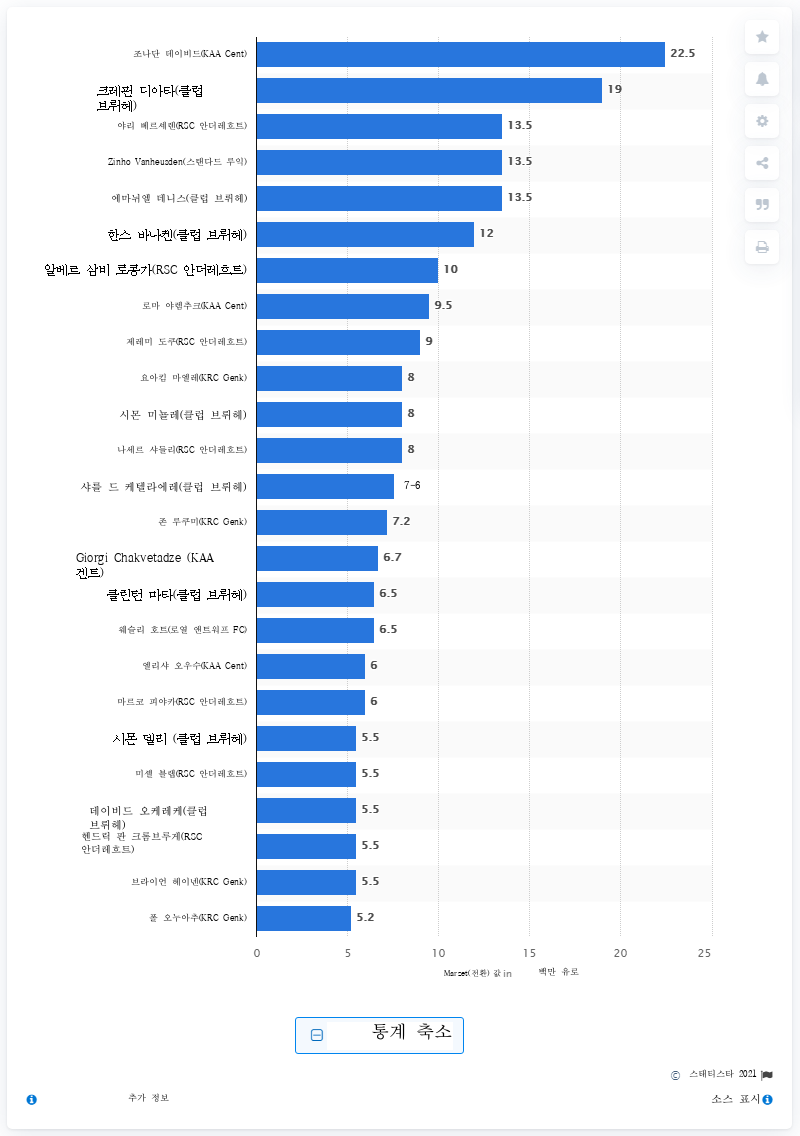 조나단 데이비드(KAA Cent) 22.5
크레핀 디아타(클럽 19
브뤼헤)
야리 베르세렌(RSC 안더레흐트) 13.5
Zinho Vanheusden(스탠다드 루익) 13.5
에마뉘엘 데니스(클럽 브뤼헤) 13.5
한스 바나켄(클럽 브뤼헤) 12
알베르 삼비 로콩가(RSC 안더레흐트) 10
로마 야렘추크(KAA Cent) 9.5
제레미 도쿠(RSC 안더레흐트) 9
요아킴 마엘레(KRC Genk) 8
시몬 미뇰레(클럽 브뤼헤) 8
나세르 샤들리(RSC 안더레흐트) 8
샤를 드 케텔라에레(클럽 브뤼헤) 7-6
존 루쿠미(KRC Genk) 7.2
Giorgi Chakvetadze (KAA 6.7
겐트)
클린턴 마타(클럽 브뤼헤) 6.5
웨슬리 호트(로열 앤트워프 FC) 6.5
엘리샤 오우수(KAA Cent) 6
마르코 피야카(RSC 안더레흐트) 6
시몬 델리 (클럽 브뤼헤) 5.5
미셸 블랩(RSC 안더레흐트) 5.5
데이비드 오케레케(클럽 5.5
브뤼헤)
헨드릭 판 크롬브루게(RSC 5.5
안더레흐트)
브라이언 헤이넨(KRC Genk) 5.5
폴 오누아추(KRC Genk) 5.2
0 5 10 15 20 25
Market(전환) 값 in 백만 유로
통계 축소
© 스태티스타 2021
추가 정보 소스 표시